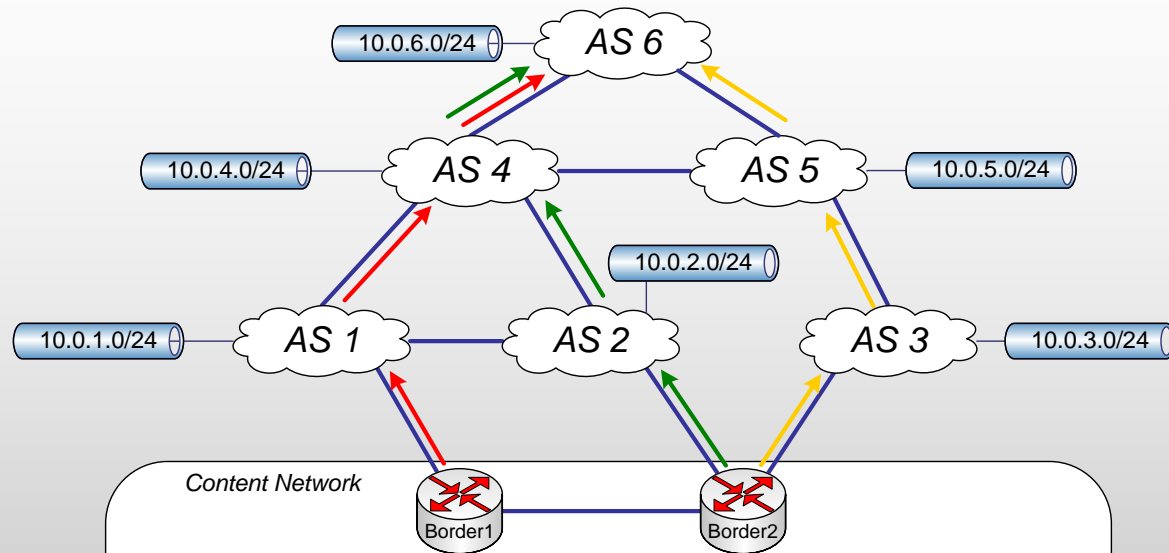 10.0.6.0/24
AS 6
10.0.4.0/24
AS 4
AS 5
10.0.5.0/24
10.0.2.0/24
10.0.1.0/24
AS 1
AS 2
AS 3
10.0.3.0/24
Content Network
Border1
Border2